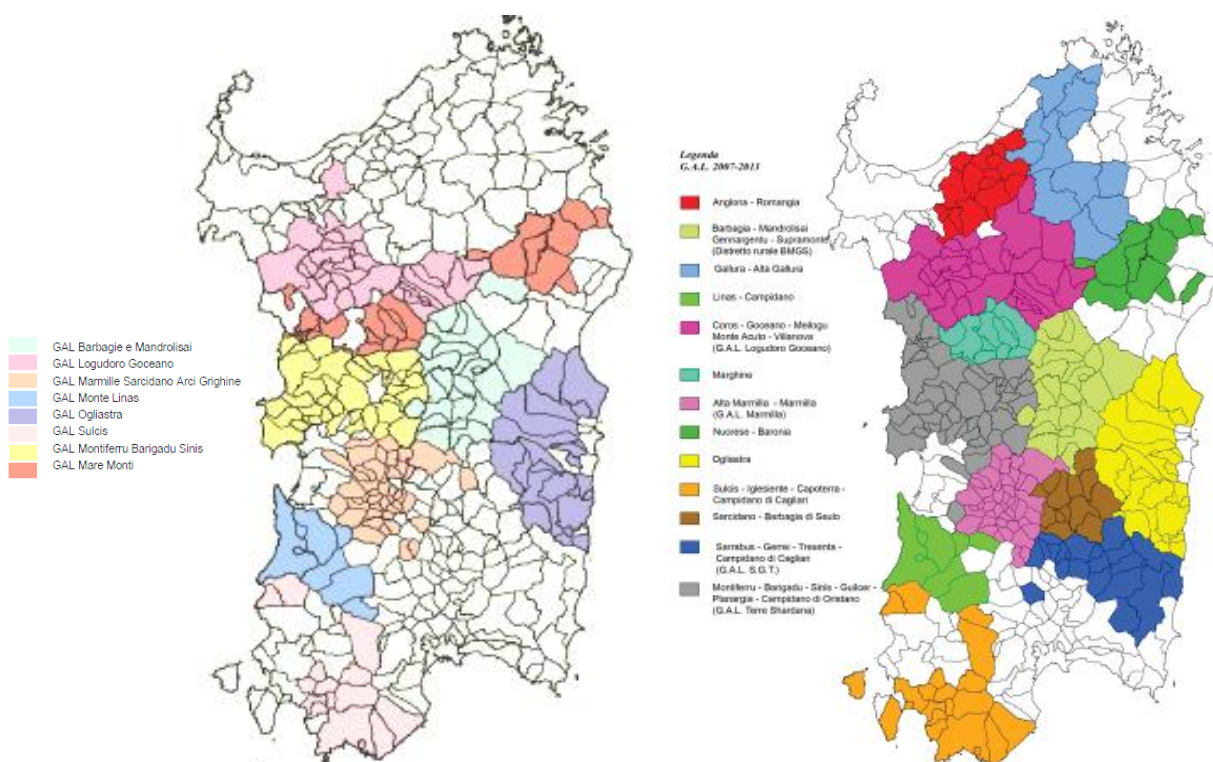 GAL Barbagie e Mandrolisai
GAL Logudoro Goceano
GAL Marmille Sarcidano Arci Grighine
GAL Monte Linas
GAL Ogliastra
GAL Sulcis
GAL Montiferru Barigadu Sinis
GAL Mare Monti
Legenda
G.A.L. 2007-2013
Anglona - Romangia
Barbagia - Mandrolisai
Gennargentu - Supramonte
(Distretto rurale BMGS)
Gallura - Alta Gallura
Linas - Campidano
Coros - Goceano - Meilogu
Monte Acuto - Villanova
(G.A.L. Logudoro Goceano)
Marghine
Alta Marmilla - Marmilla
(G.A.L. Marmilla)
Nuorese - Baronia
Ogliastra
Sulcis - Iglesiente - Capoterra -
Campidano di Cagliari
Sarcidano - Barbagia di Seulo
Sarrabus - Gerrei - Trexenta -
Campidano di Cagliari
(G.A.L. S.G.T.)
Montiferru - Barigadu - Sinis - Guilcer -
Planargia - Campidano di Oristano
(G.A.L. Terre Shardana)